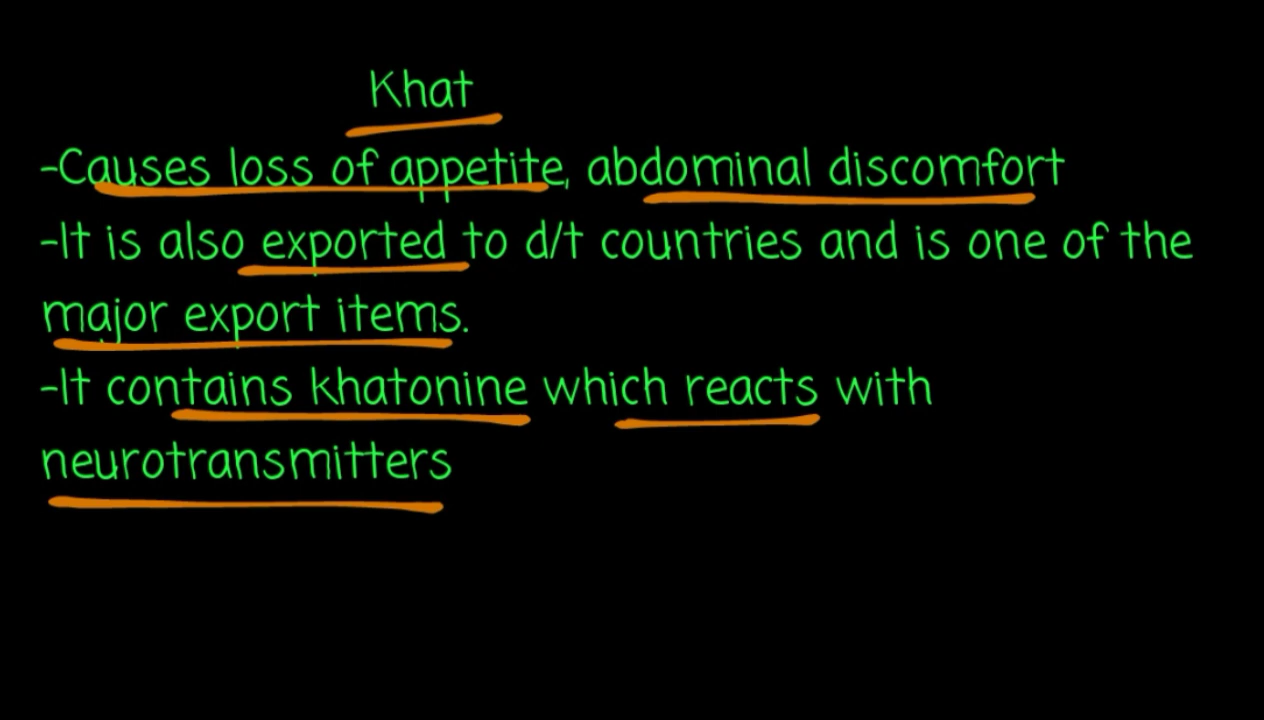 Khat
-Causes loss of appetite, abdominal discomfort
-It is also exported to d/t countries and is one of the
major export items.
-It contains khatonine which reacts with
neurotransmitters